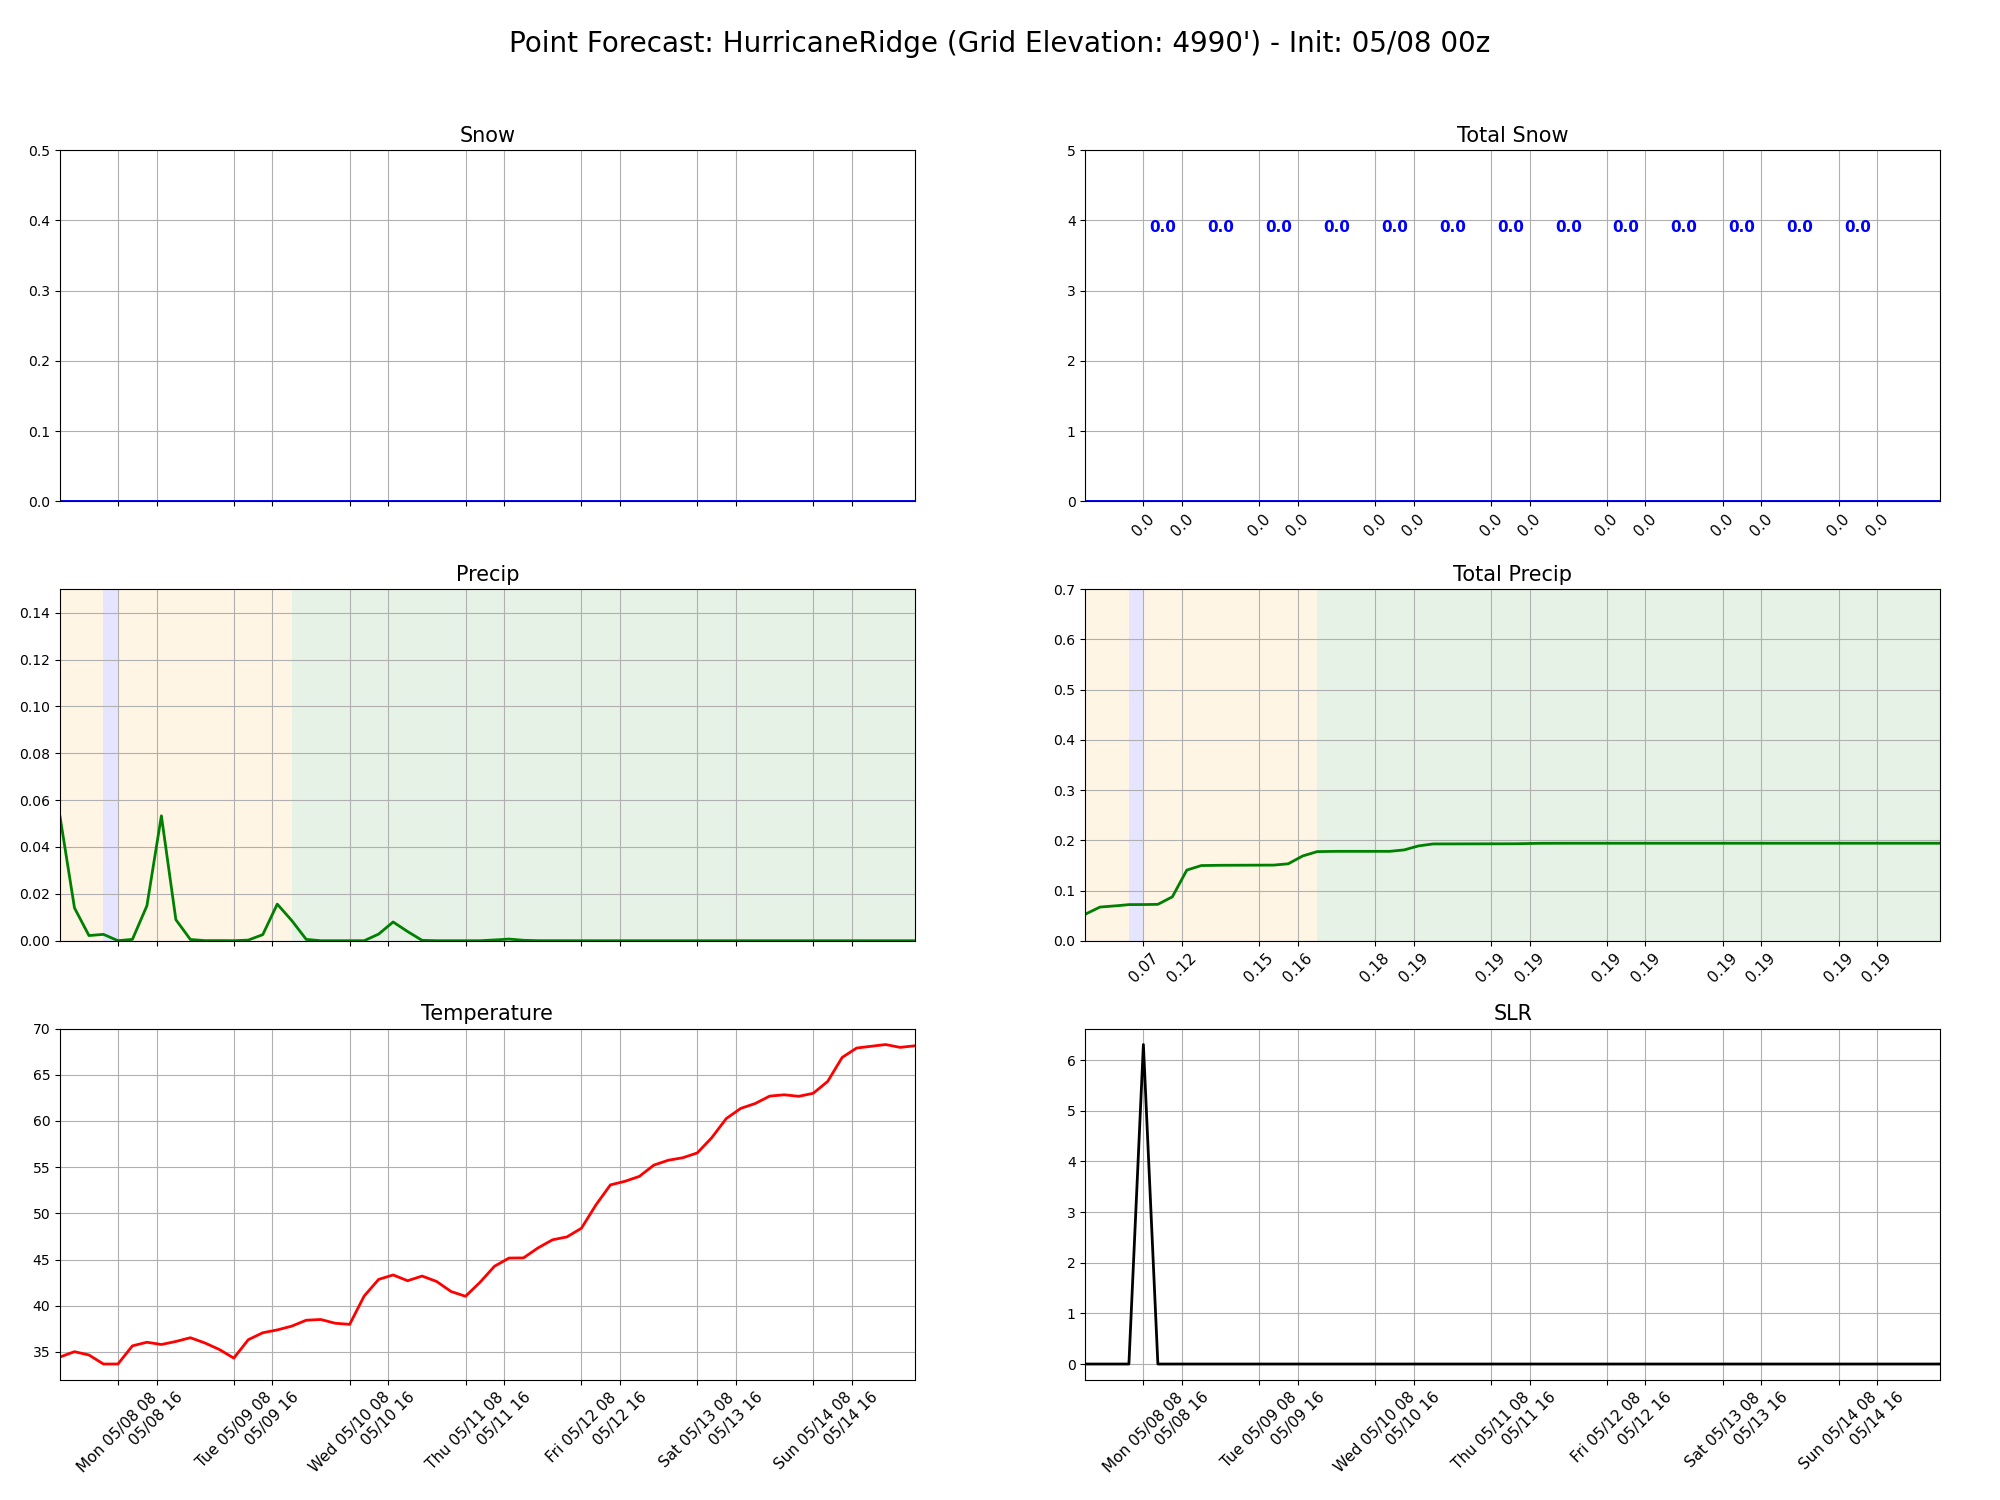 Point Forecast: HurricaneRidge (Grid Elevation: 4990') - Init: 05/08 00z
Snow
0.5
0.4
0.3
0.2
0.1
0.0
Total Snow
5
4
3
2
1
0
0.0 0.0 0.0 0.0 0.0 0.0 0.0 0.0 0.0 0.0 0.0 0.0 0.0
0.0 0.0 0.0 0.0 0.0 0.0 0.0 0.0 0.0 0.0 0.0 0.0 0.0 0.0
Precip
0.14
0.12
0.10
0.08
0.06
0.04
0.02
0.00
Total Precip
0.7
0.6
0.5
0.4
0.3
0.2
0.1
0.0
0.07 0.12 0.15 0.16 0.18 0.19 0.19 0.19 0.19 0.19 0.19 0.19 0.19 0.19
Temperature
70
65
60
55
50
45
40
35
Mon 05/08 08
05/08 16
Tue 05/09 08
05/09 16
Wed 05/10 08
05/10 16
Thu 05/11 08
05/11 16
Fri 05/12 08
05/12 16
Sat 05/13 08
05/13 16
Sun 05/14 08
05/14 16
SLR
6
5
4
3
2
1
0
Mon 05/08 08
05/08 16
Tue 05/09 08
05/09 16
Wed 05/10 08
05/10 16
Thu 05/11 08
05/11 16
Fri 05/12 08
05/12 16
Sat 05/13 08
05/13 16
Sun 05/14 08
05/14 16